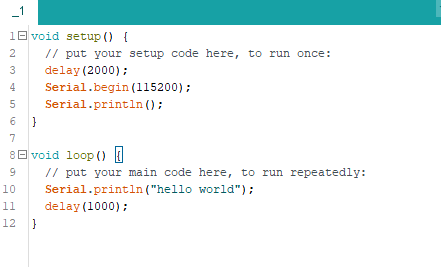 _1
1 void setup() {
2 // put your setup code here, to run once:
3 delay(2000);
4 Serial.begin(115200);
5 Serial.println();
6 }
7
8 void loop() {
9 // put your main code here, to run repeatedly:
10 Serial.println("hello world");
11 delay(1000);
12 }